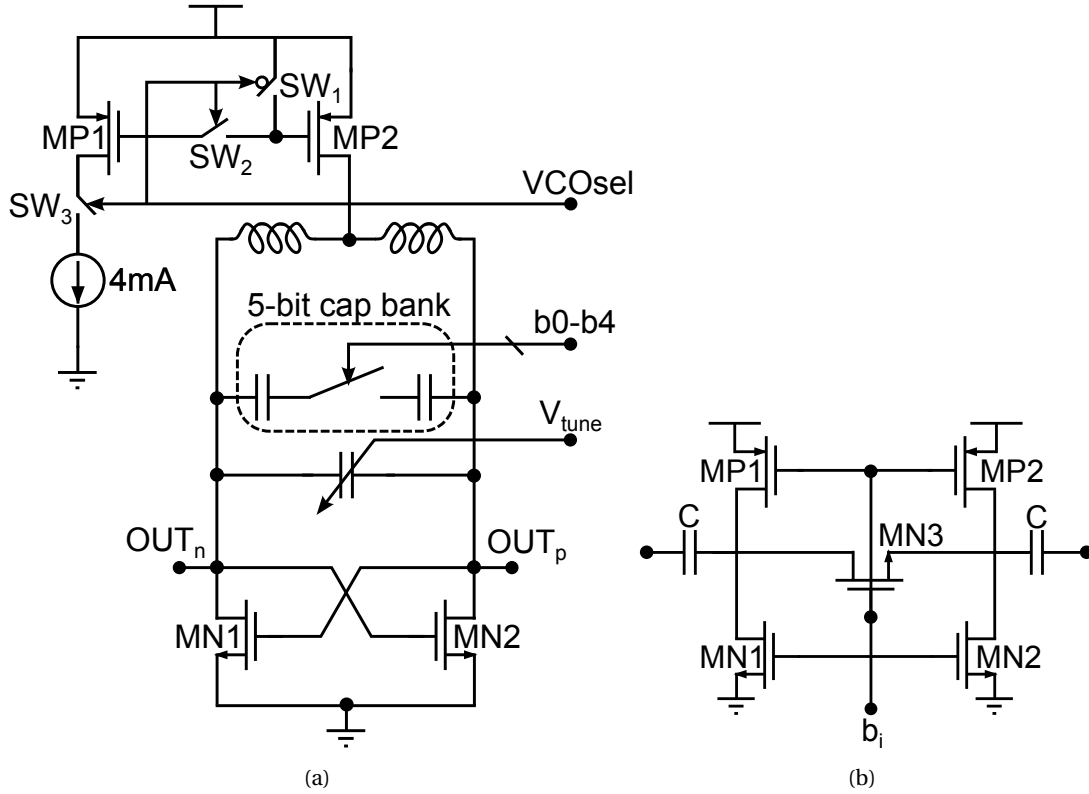 SW1
MP1
MP2
SW2
VCOsel
SW3
4mA
5-bit cap bank
b0-b4
Vtune
OUTn
OUTp
MN1
MN2
(a)
MP1
MP2
C
MN3
C
MN1
MN2
bi
(b)